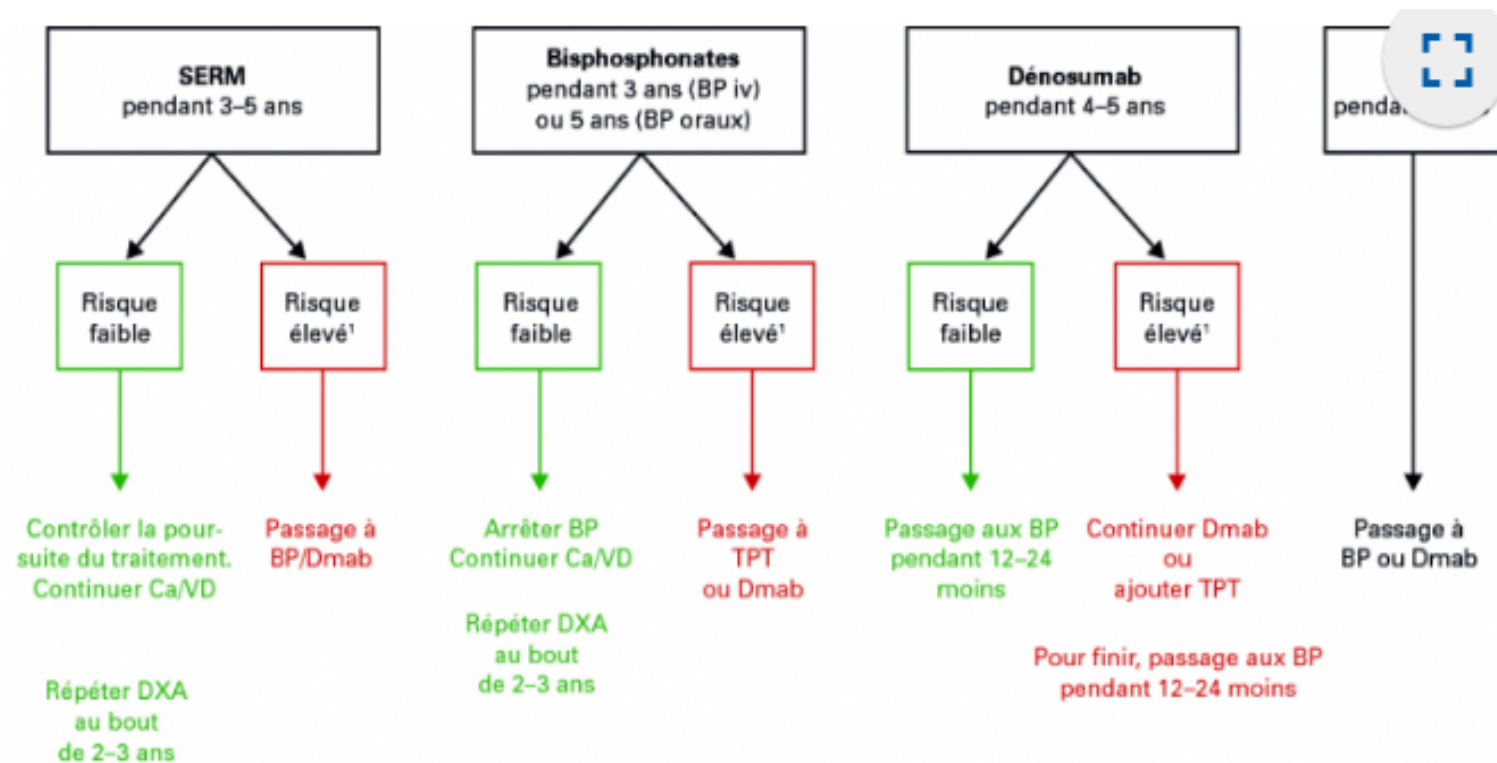 SERM
pendant 3–5 ans
Bisphosphonates
pendant 3 ans (BP iv)
ou 5 ans (BP oraux)
Dénosumab
pendant 4–5 ans
Risque
faible
Risque
élevé¹
Risque
faible
Risque
élevé¹
Risque
faible
Risque
élevé¹
Contrôler la pour-
suite du traitement.
Continuer Ca/VD
Répéter DXA
au bout
de 2–3 ans
Passage à
BP/Dmab
Arrêter BP
Continuer Ca/VD
Répéter DXA
au bout
de 2–3 ans
Passage à
TPT
ou Dmab
Passage aux BP
pendant 12–24
moins
Continuer Dmab
ou
ajouter TPT
Pour finir, passage aux BP
pendant 12–24 moins
Passage à
BP ou Dmab